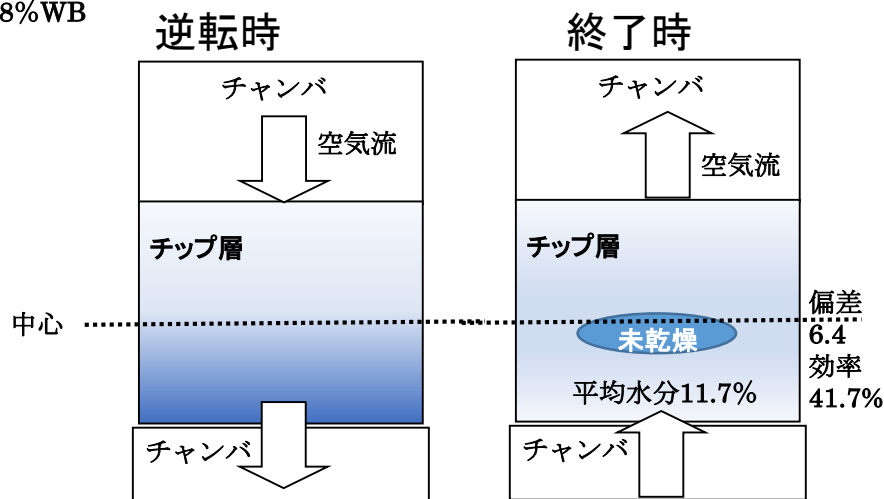 8%WB
逆転時
終了時
チャンバ
チャンバ
空気流
空気流
チップ層
チップ層
中心
偏差
6.4
効率
41.7%
未乾燥
平均水分11.7%
チャンバ
チャンバ